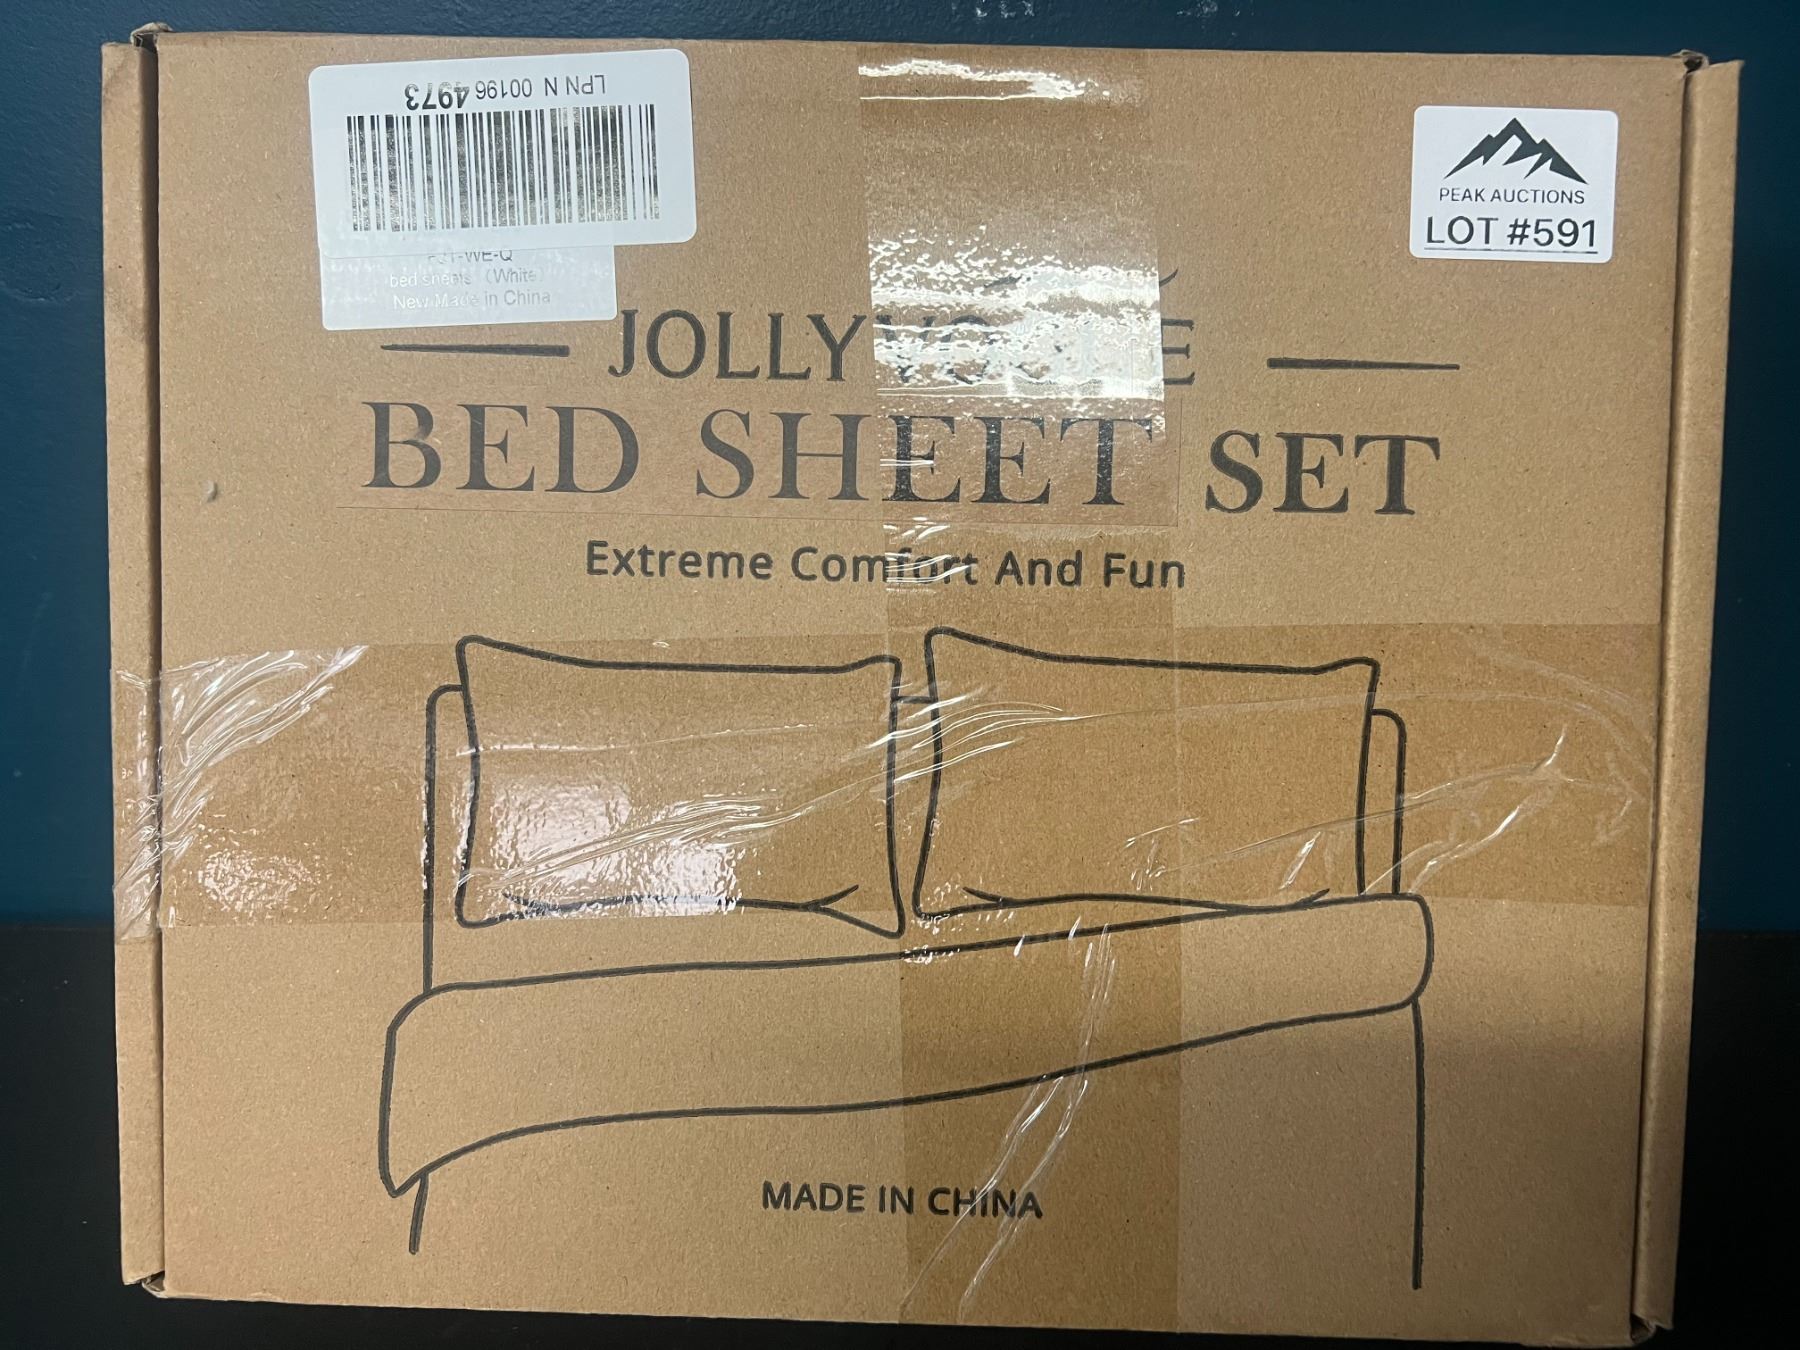 LPN N 00196 4973
bed sheets (White)
New Made in China
PEAK AUCTIONS
LOT #591
BED SHEET SET
Extreme Comfort And Fun
MADE IN CHINA